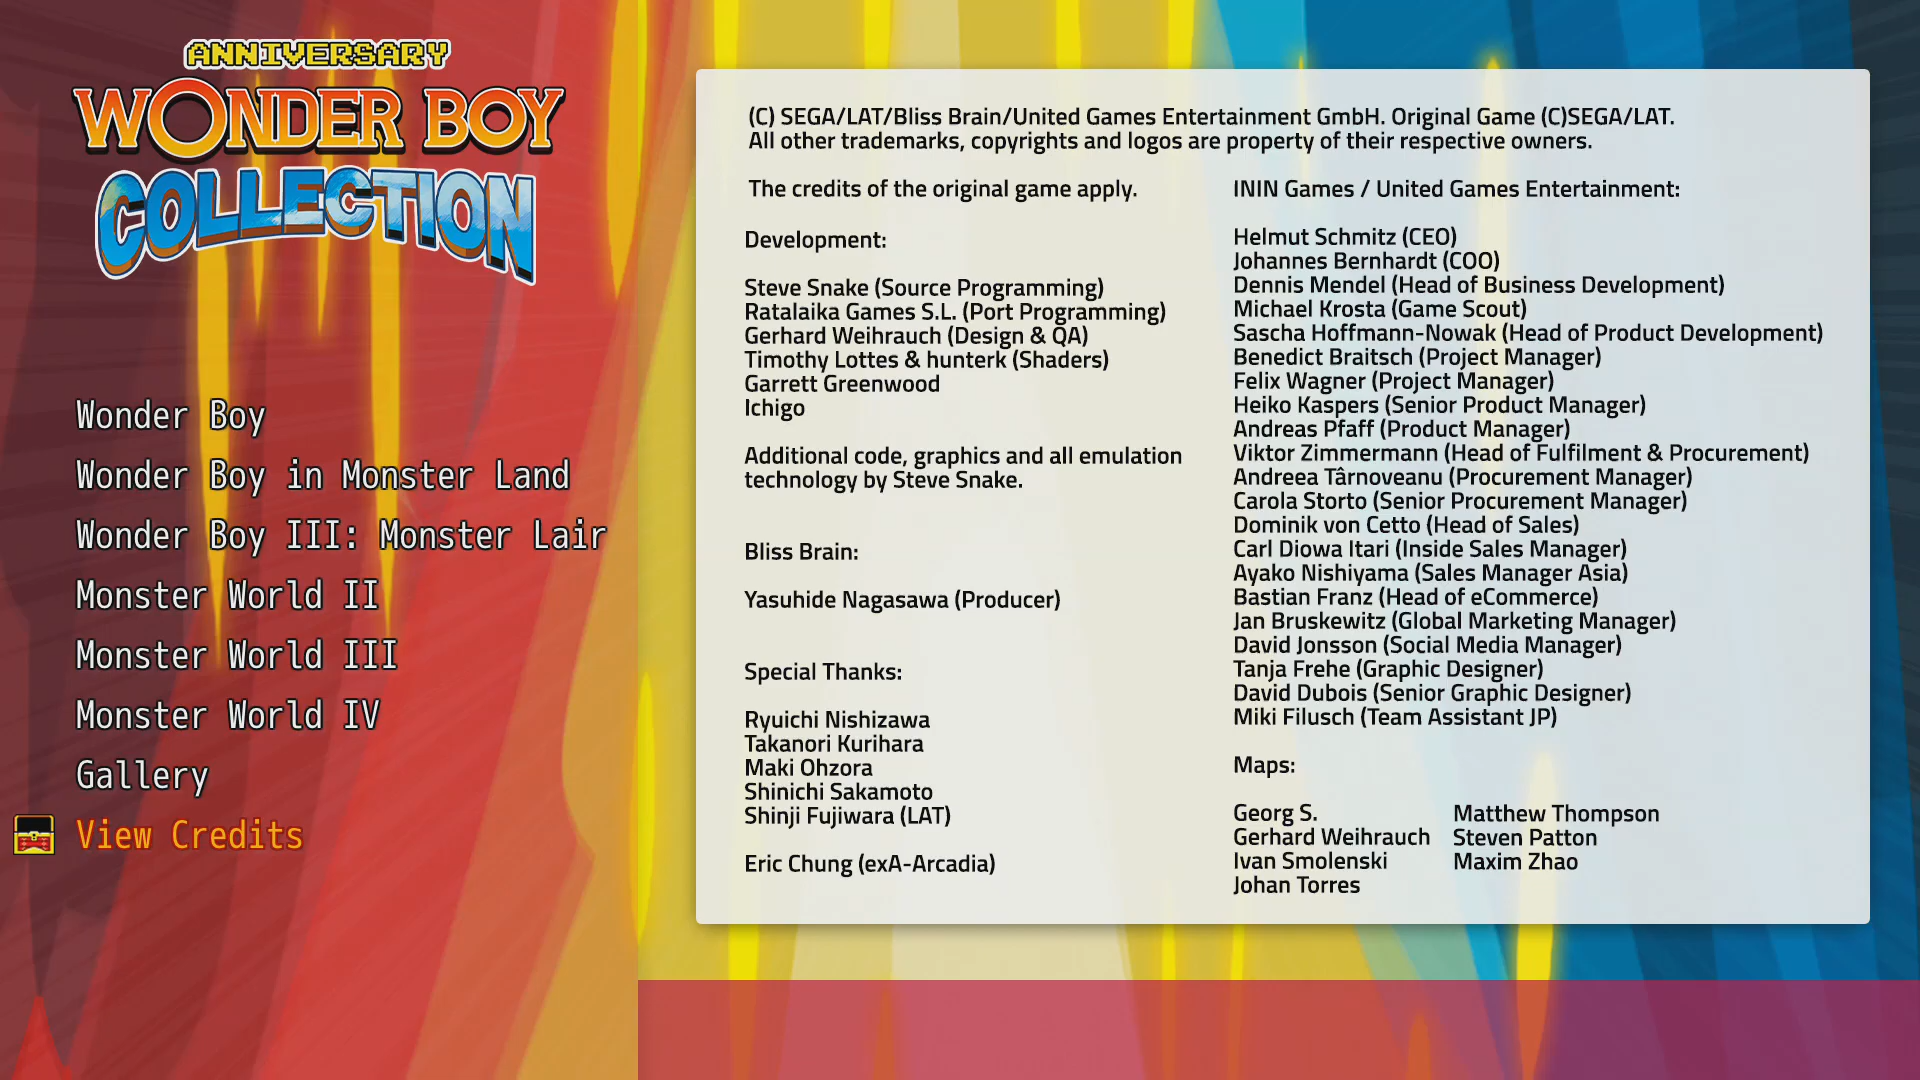 ANNIVERSARY
WONDER BOY
COLLECTION
Wonder Boy
Wonder Boy in Monster Land
Wonder Boy III: Monster Lair
Monster World II
Monster World III
Monster World IV
Gallery
View Credits
(C) SEGA/LAT/Bliss Brain/United Games Entertainment GmbH. Original Game (C)SEGA/LAT.
All other trademarks, copyrights and logos are property of their respective owners.
The credits of the original game apply.
Development:
Steve Snake (Source Programming)
Ratalaika Games S.L. (Port Programming)
Gerhard Weihrauch (Design & QA)
Timothy Lottes & hunterk (Shaders)
Garrett Greenwood
Ichigo
Additional code, graphics and all emulation
technology by Steve Snake.
Bliss Brain:
Yasuhide Nagasawa (Producer)
Special Thanks:
Ryuichi Nishizawa
Takanori Kurihara
Maki Ohzora
Shinichi Sakamoto
Shinji Fujiwara (LAT)
Eric Chung (exA-Arcadia)
ININ Games / United Games Entertainment:
Helmut Schmitz (CEO)
Johannes Bernhardt (COO)
Dennis Mendel (Head of Business Development)
Michael Krosta (Game Scout)
Sascha Hoffmann-Nowak (Head of Product Development)
Benedict Braitsch (Project Manager)
Felix Wagner (Project Manager)
Heiko Kaspers (Senior Product Manager)
Andreas Pfaff (Product Manager)
Viktor Zimmermann (Head of Fulfilment & Procurement)
Andreea Târnoveanu (Procurement Manager)
Carola Storto (Senior Procurement Manager)
Dominik von Cetto (Head of Sales)
Carl Diowa Itari (Inside Sales Manager)
Ayako Nishiyama (Sales Manager Asia)
Bastian Franz (Head of eCommerce)
Jan Bruskewitz (Global Marketing Manager)
David Jonsson (Social Media Manager)
Tanja Frehe (Graphic Designer)
David Dubois (Senior Graphic Designer)
Miki Filusch (Team Assistant JP)
Maps:
Georg S.
Gerhard Weihrauch
Ivan Smolenski
Johan Torres
Matthew Thompson
Steven Patton
Maxim Zhao